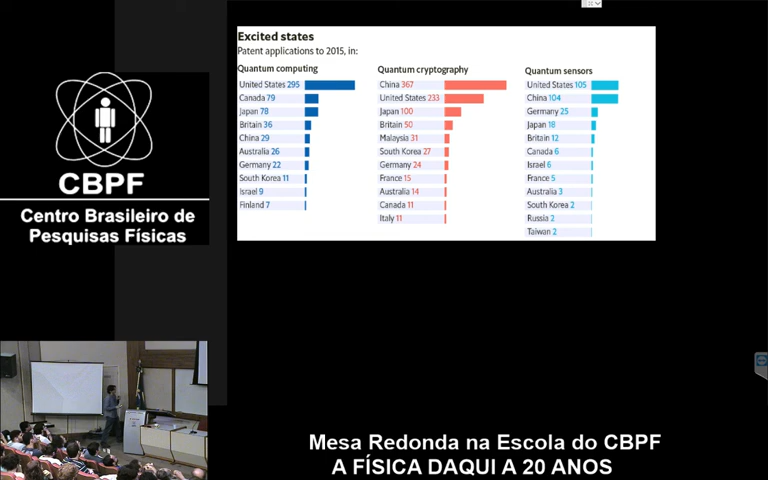 Excited states
Patent applications to 2015, in:
Quantum computing
United States 295
Canada 79
Japan 78
Britain 36
China 29
Australia 26
Germany 22
South Korea 11
Israel 9
Finland 7
Quantum cryptography
China 367
United States 233
Japan 100
Britain 50
Malaysia 31
South Korea 27
Germany 24
France 15
Australia 14
Canada 11
Italy 11
Quantum sensors
United States 105
China 104
Germany 25
Japan 18
Britain 12
Canada 6
Israel 6
France 5
Australia 3
South Korea 2
Russia 2
Taiwan 2
CBPF
Centro Brasileiro de
Pesquisas Físicas
Mesa Redonda na Escola do CBPF
A FÍSICA DAQUI A 20 ANOS